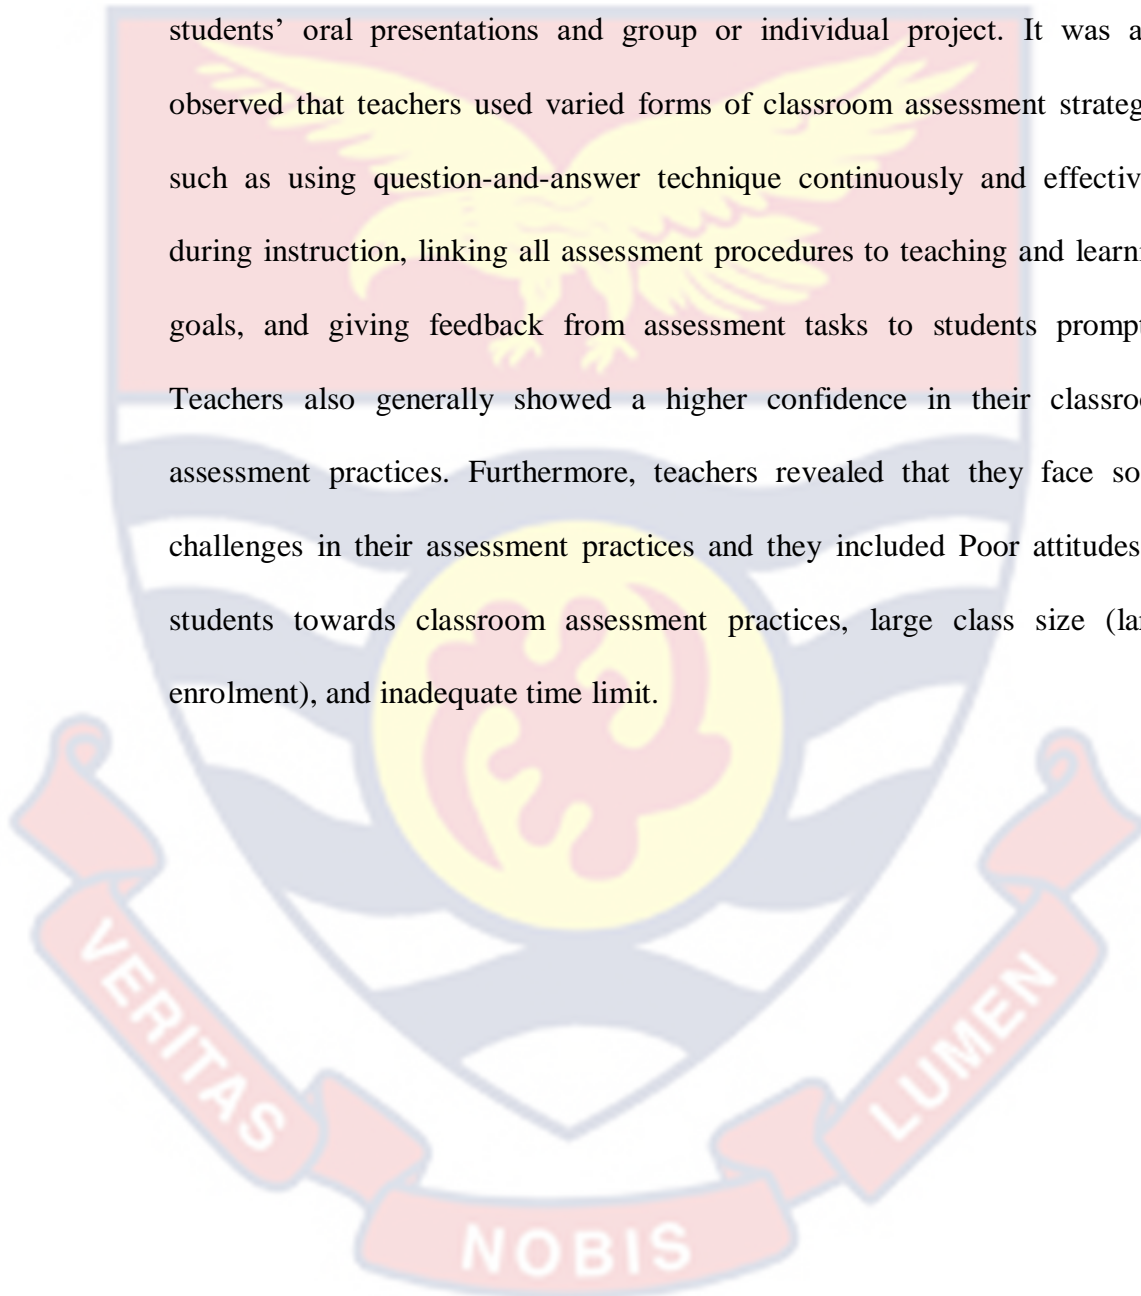 students’ oral presentations and group or individual project. It was a
observed that teachers used varied forms of classroom assessment strateg
such as using question-and-answer technique continuously and effectiv
during instruction, linking all assessment procedures to teaching and learni
goals, and giving feedback from assessment tasks to students prompt
Teachers also generally showed a higher confidence in their classro
assessment practices. Furthermore, teachers revealed that they face so
challenges in their assessment practices and they included Poor attitudes
students towards classroom assessment practices, large class size (lar
enrolment), and inadequate time limit.
VERITAS
NOBIS
LUMEN